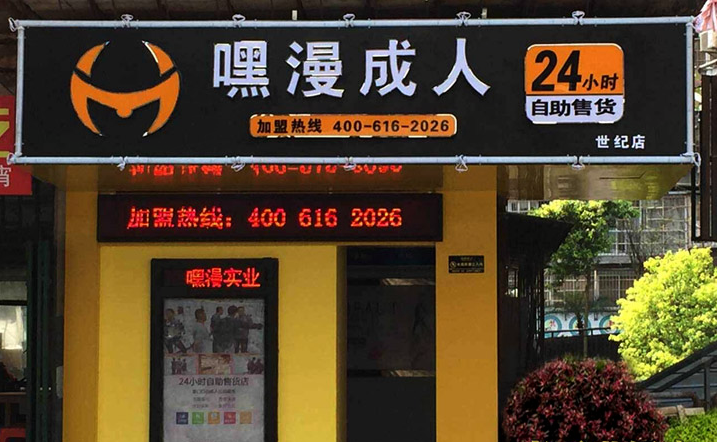 嘿漫成人
24小时
自助售货
加盟热线 400-616-2026
世纪店
加盟热线：400 616 2026
嘿漫实业
24小时自助售货店